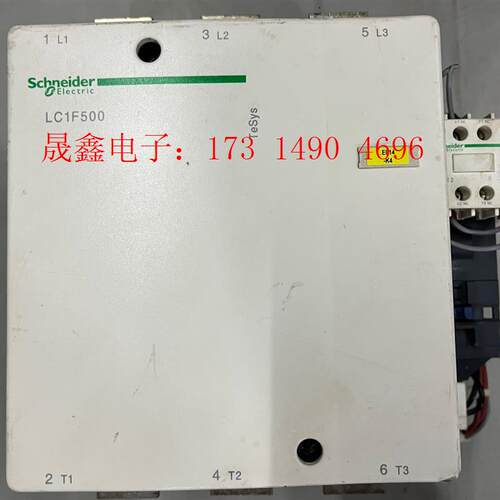 1 L1
3 L2
5 L3
Schneider
Electric
LC1F500
TeSys
晟鑫电子：173 1490 4696
-K4
2 T1
4 T2
6 T3